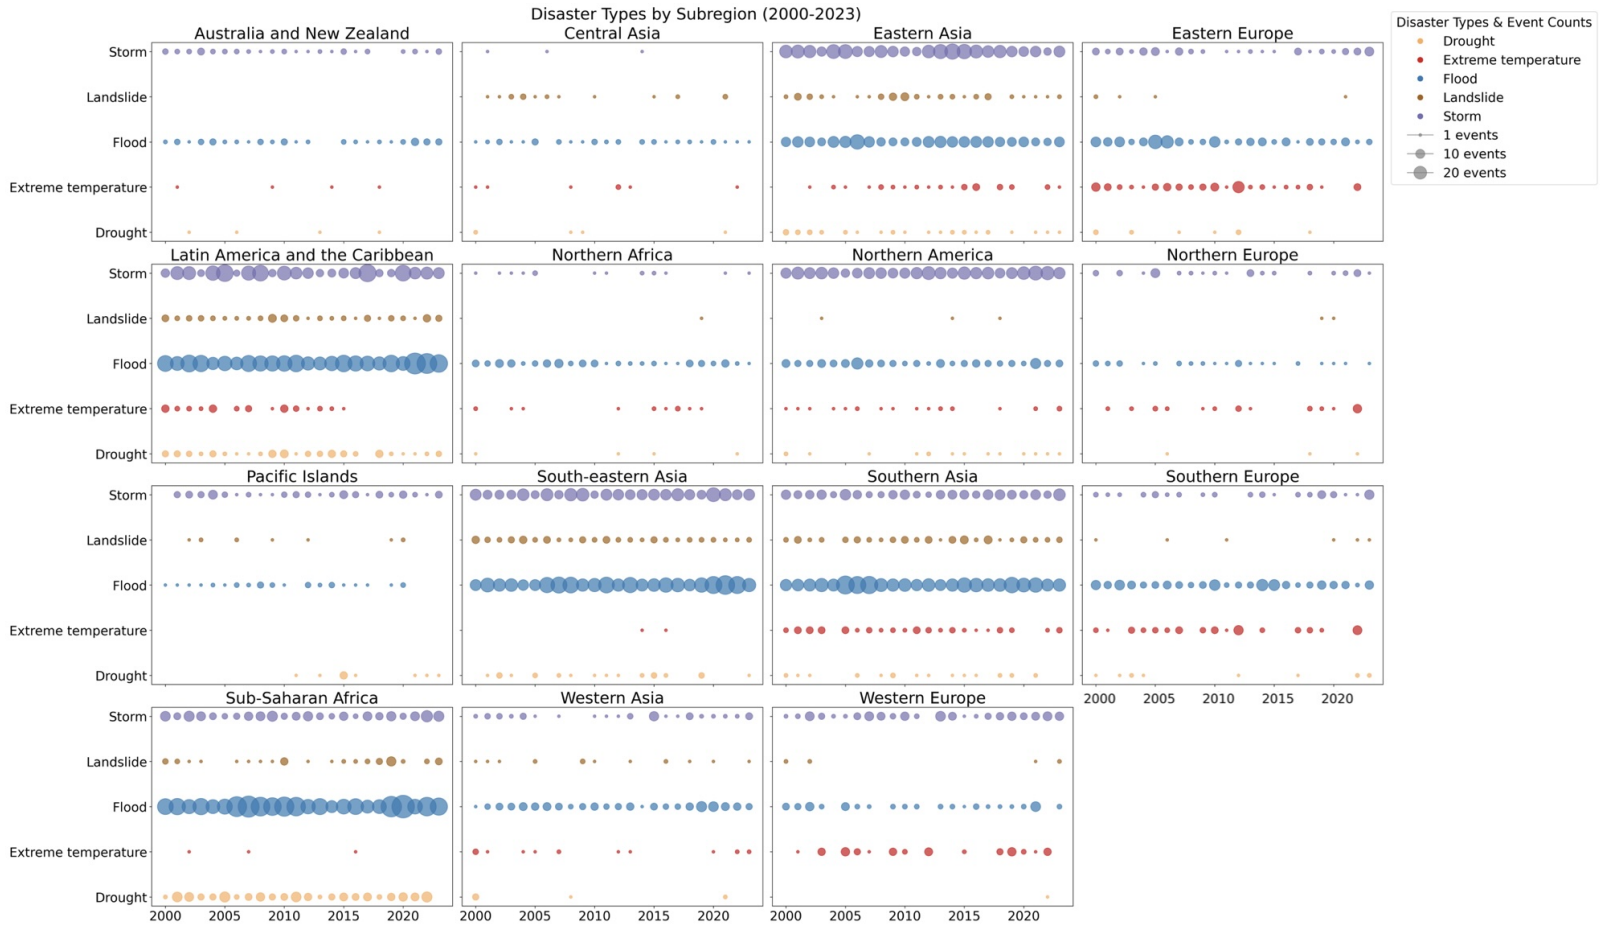 Disaster Types by Subregion (2000-2023)
Australia and New Zealand
Central Asia
Eastern Asia
Eastern Europe
Storm
Landslide
Flood
Extreme temperature
Drought
Latin America and the Caribbean
Northern Africa
Northern America
Northern Europe
Storm
Landslide
Flood
Extreme temperature
Drought
Pacific Islands
South-eastern Asia
Southern Asia
Southern Europe
Storm
Landslide
Flood
Extreme temperature
Drought
2000 2005 2010 2015 2020
Sub-Saharan Africa
Western Asia
Western Europe
Storm
Landslide
Flood
Extreme temperature
Drought
2000 2005 2010 2015 2020
2000 2005 2010 2015 2020
2000 2005 2010 2015 2020
Disaster Types & Event Counts
Drought
Extreme temperature
Flood
Landslide
Storm
1 events
10 events
20 events